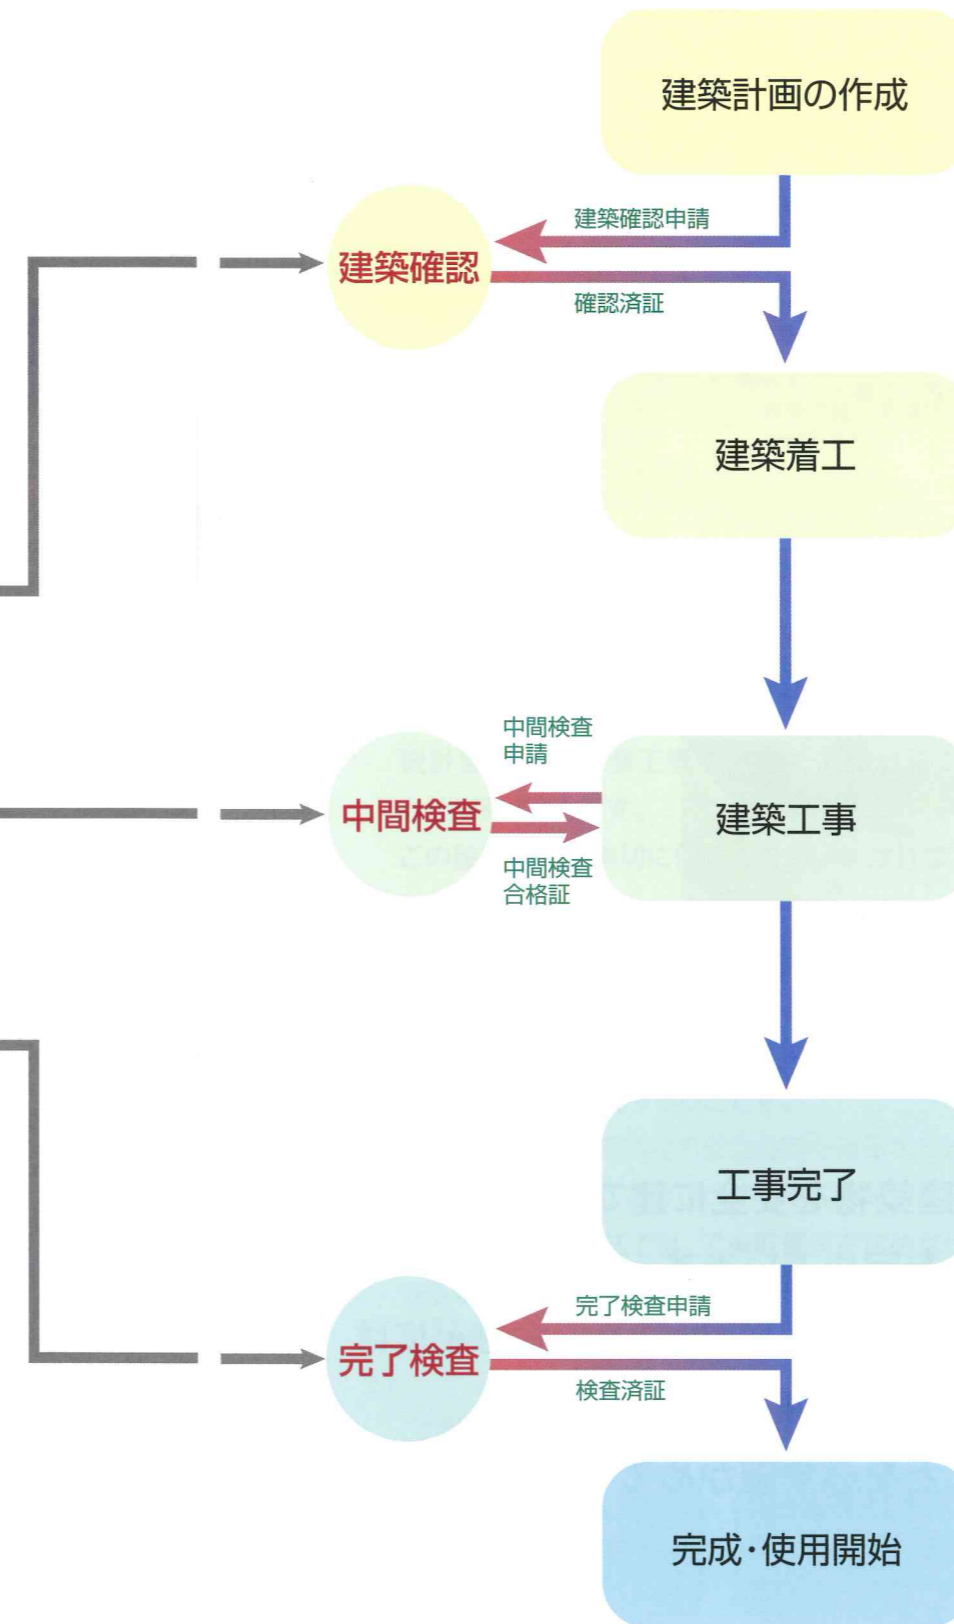 建築計画の作成
建築確認申請
建築確認
確認済証
建築着工
中間検査
申請
中間検査
建築工事
中間検査
合格証
工事完了
完了検査申請
完了検査
検査済証
完成・使用開始